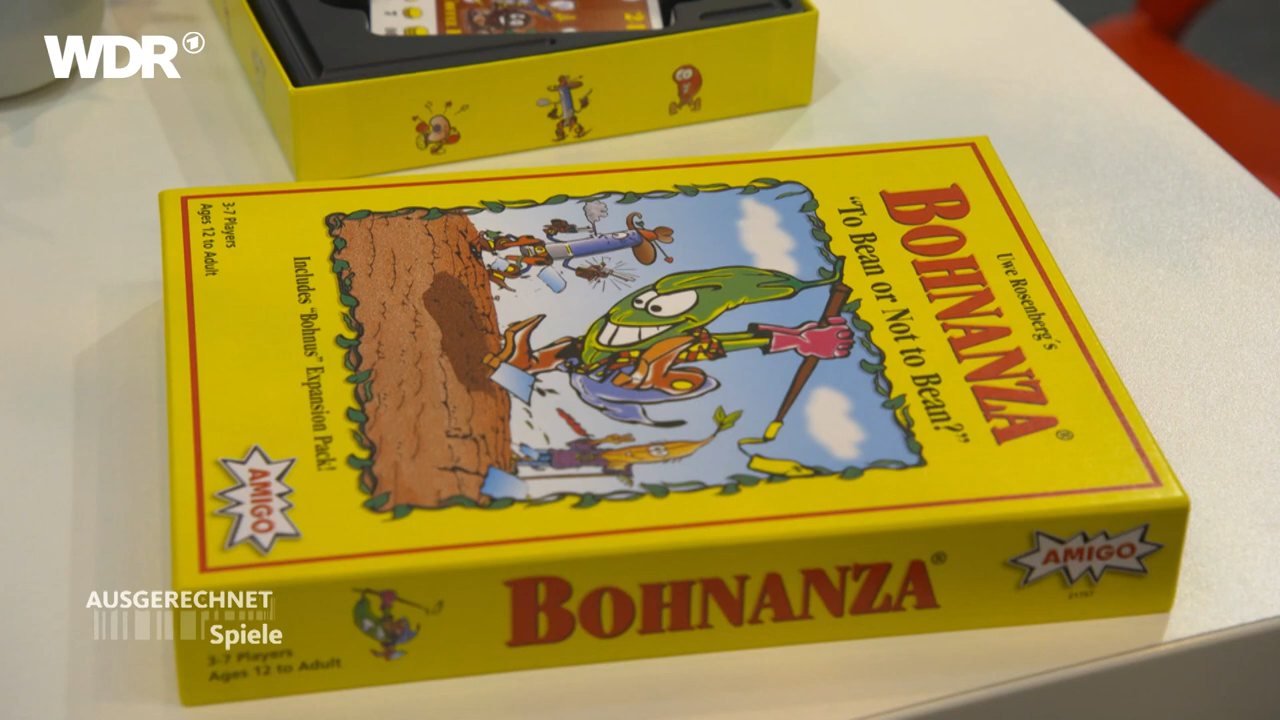 WDR
Uwe Rosenberg's
BOHNANZA®
"To Bean or Not to Bean?"
3-7 Players
Ages 12 to Adult
Includes "Bohnus" Expansion Pack!
AMIGO
BOHNANZA®
AMIGO
21757
3-7 Players
Ages 12 to Adult
AUSGERECHNET
Spiele